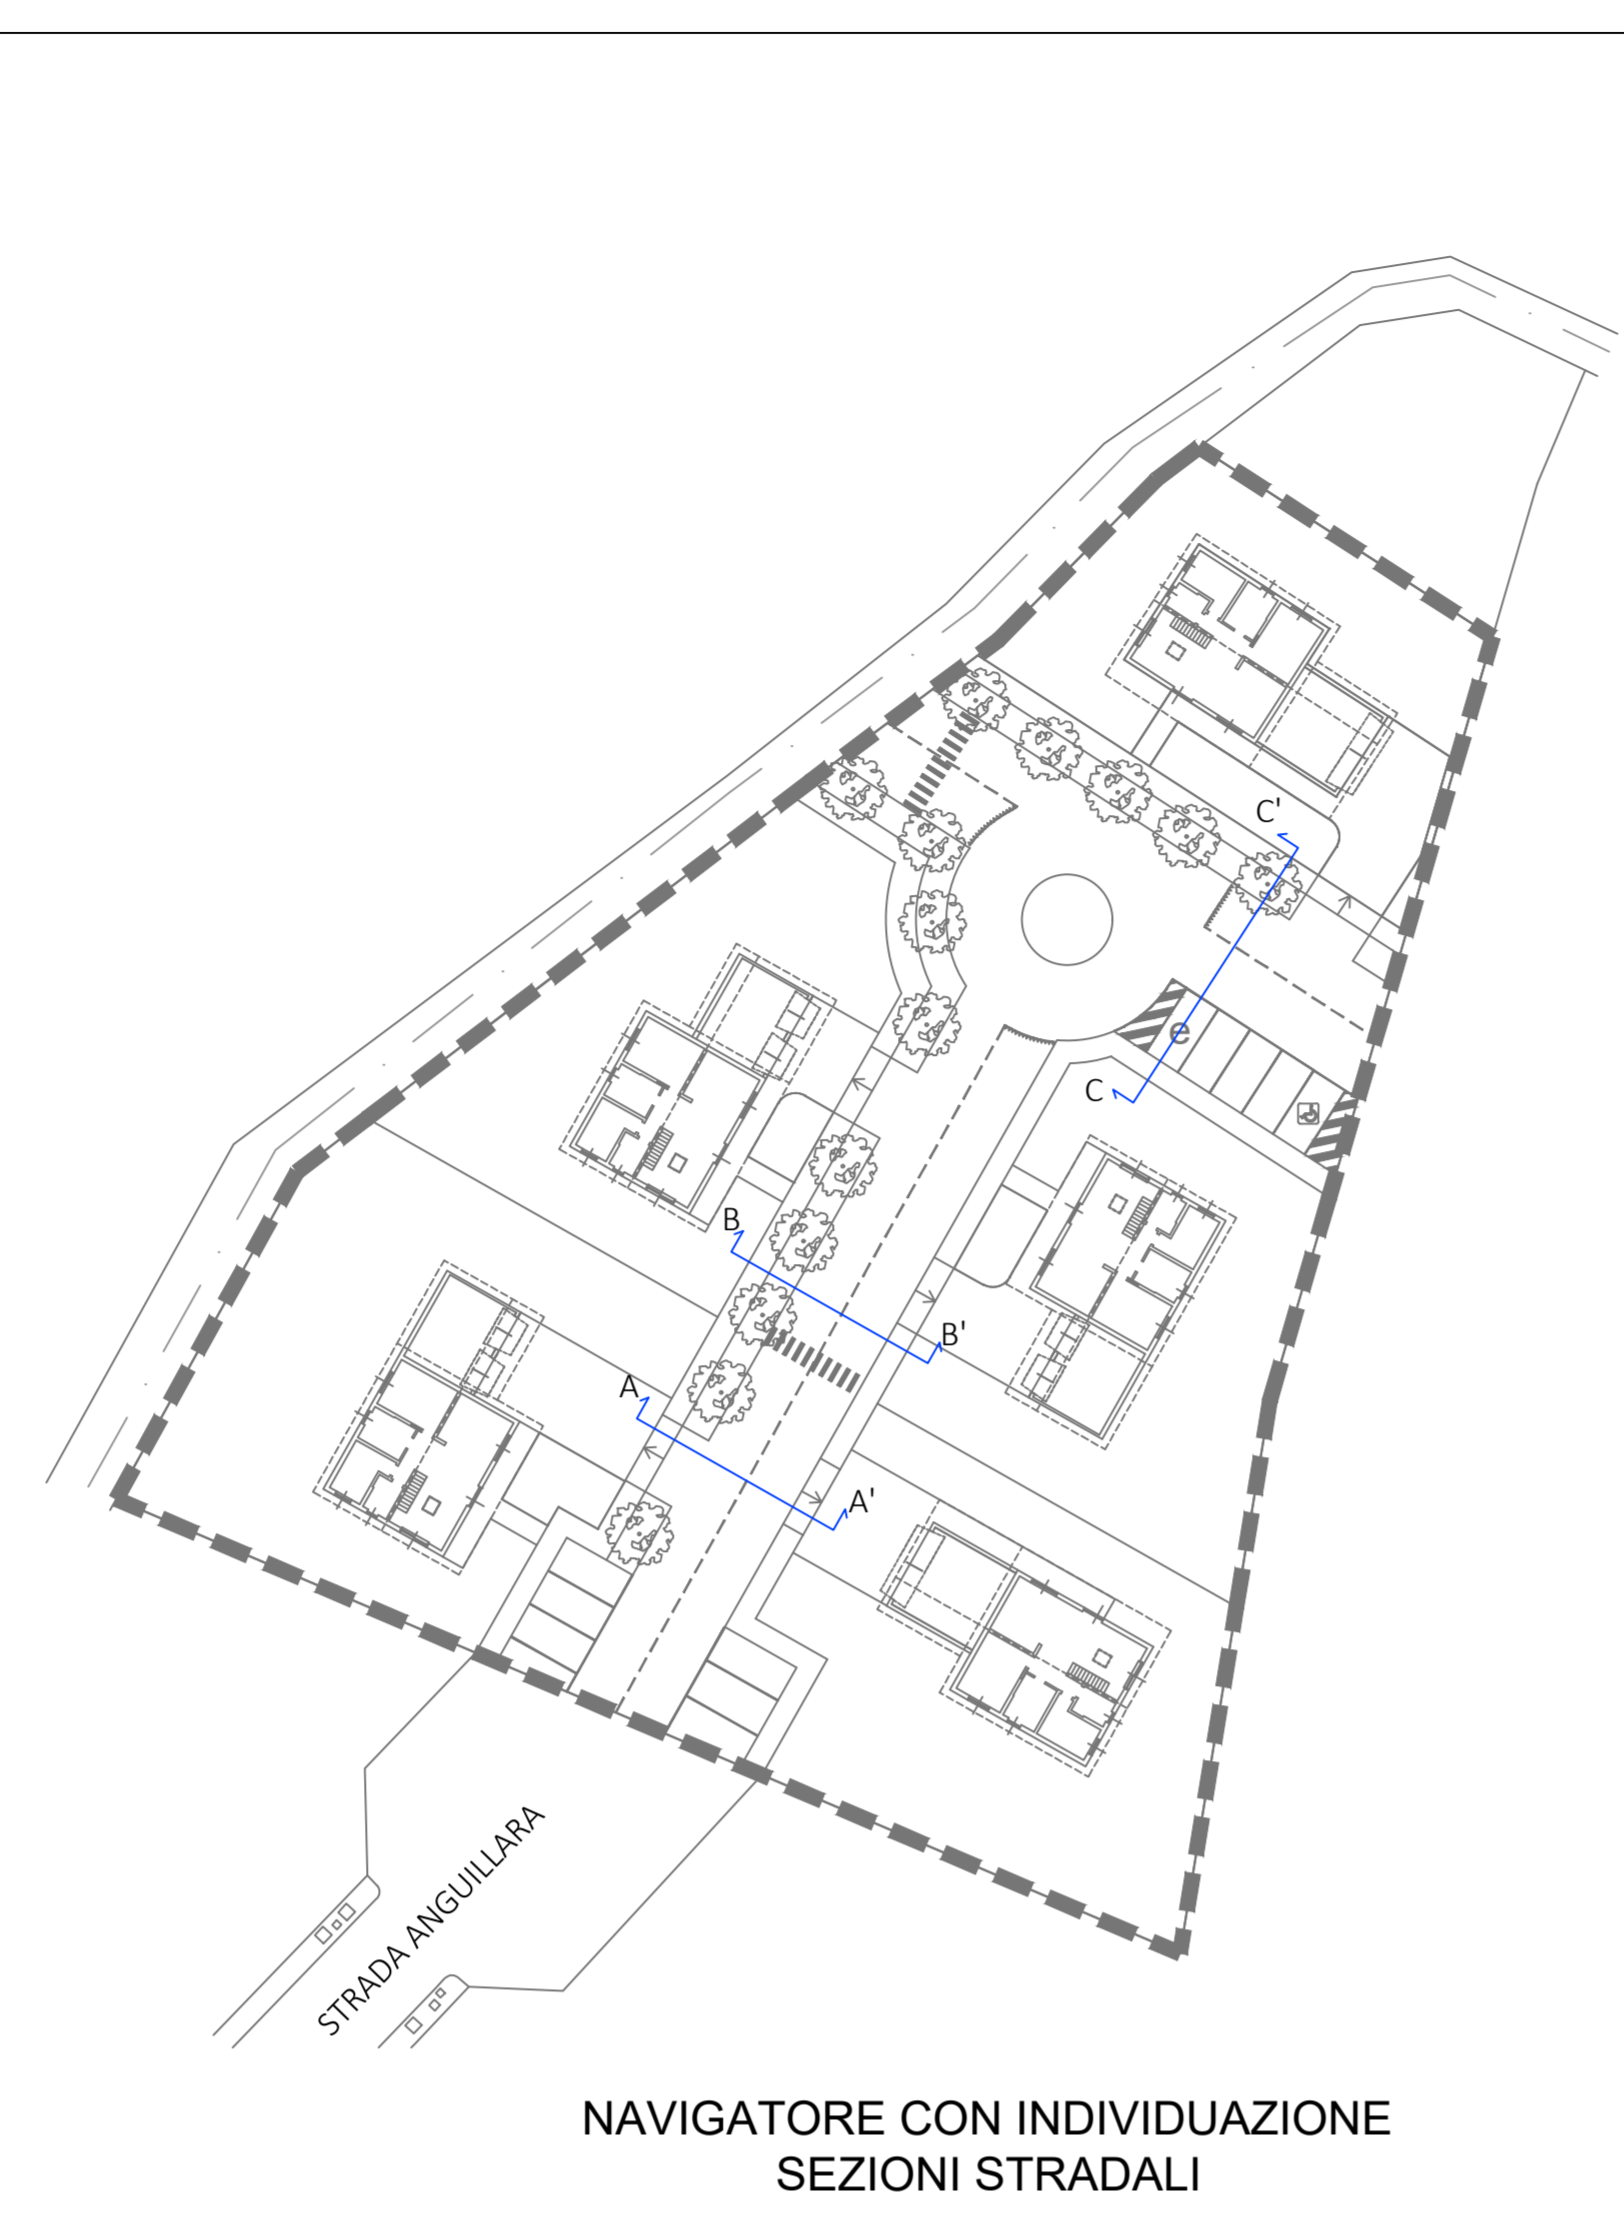 C'
e
C
B
B'
A
A'
STRADA ANGUILLARA
NAVIGATORE CON INDIVIDUAZIONE
SEZIONI STRADALI